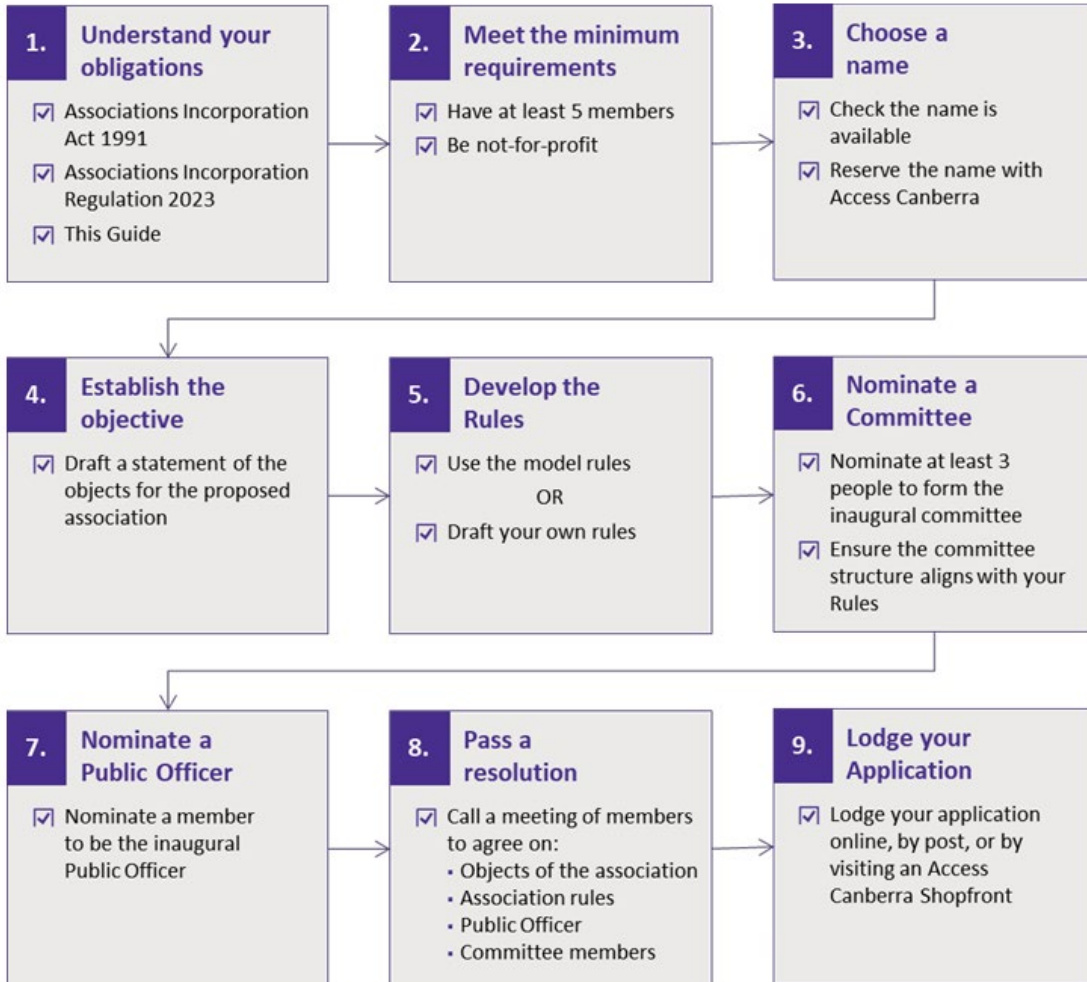 1.
Understand your
obligations
Associations Incorporation
Act 1991
Associations Incorporation
Regulation 2023
This Guide
2.
Meet the minimum
requirements
Have at least 5 members
Be not-for-profit
3.
Choose a
name
Check the name is
available
Reserve the name with
Access Canberra
4.
Establish the
objective
Draft a statement of the
objects for the proposed
association
5.
Develop the
Rules
Use the model rules
OR
Draft your own rules
6.
Nominate a
Committee
Nominate at least 3
people to form the
inaugural committee
Ensure the committee
structure aligns with your
Rules
7.
Nominate a
Public Officer
Nominate a member
to be the inaugural
Public Officer
8.
Pass a
resolution
Call a meeting of members
to agree on:
▪ Objects of the association
▪ Association rules
▪ Public Officer
▪ Committee members
9.
Lodge your
Application
Lodge your application
online, by post, or by
visiting an Access
Canberra Shopfront